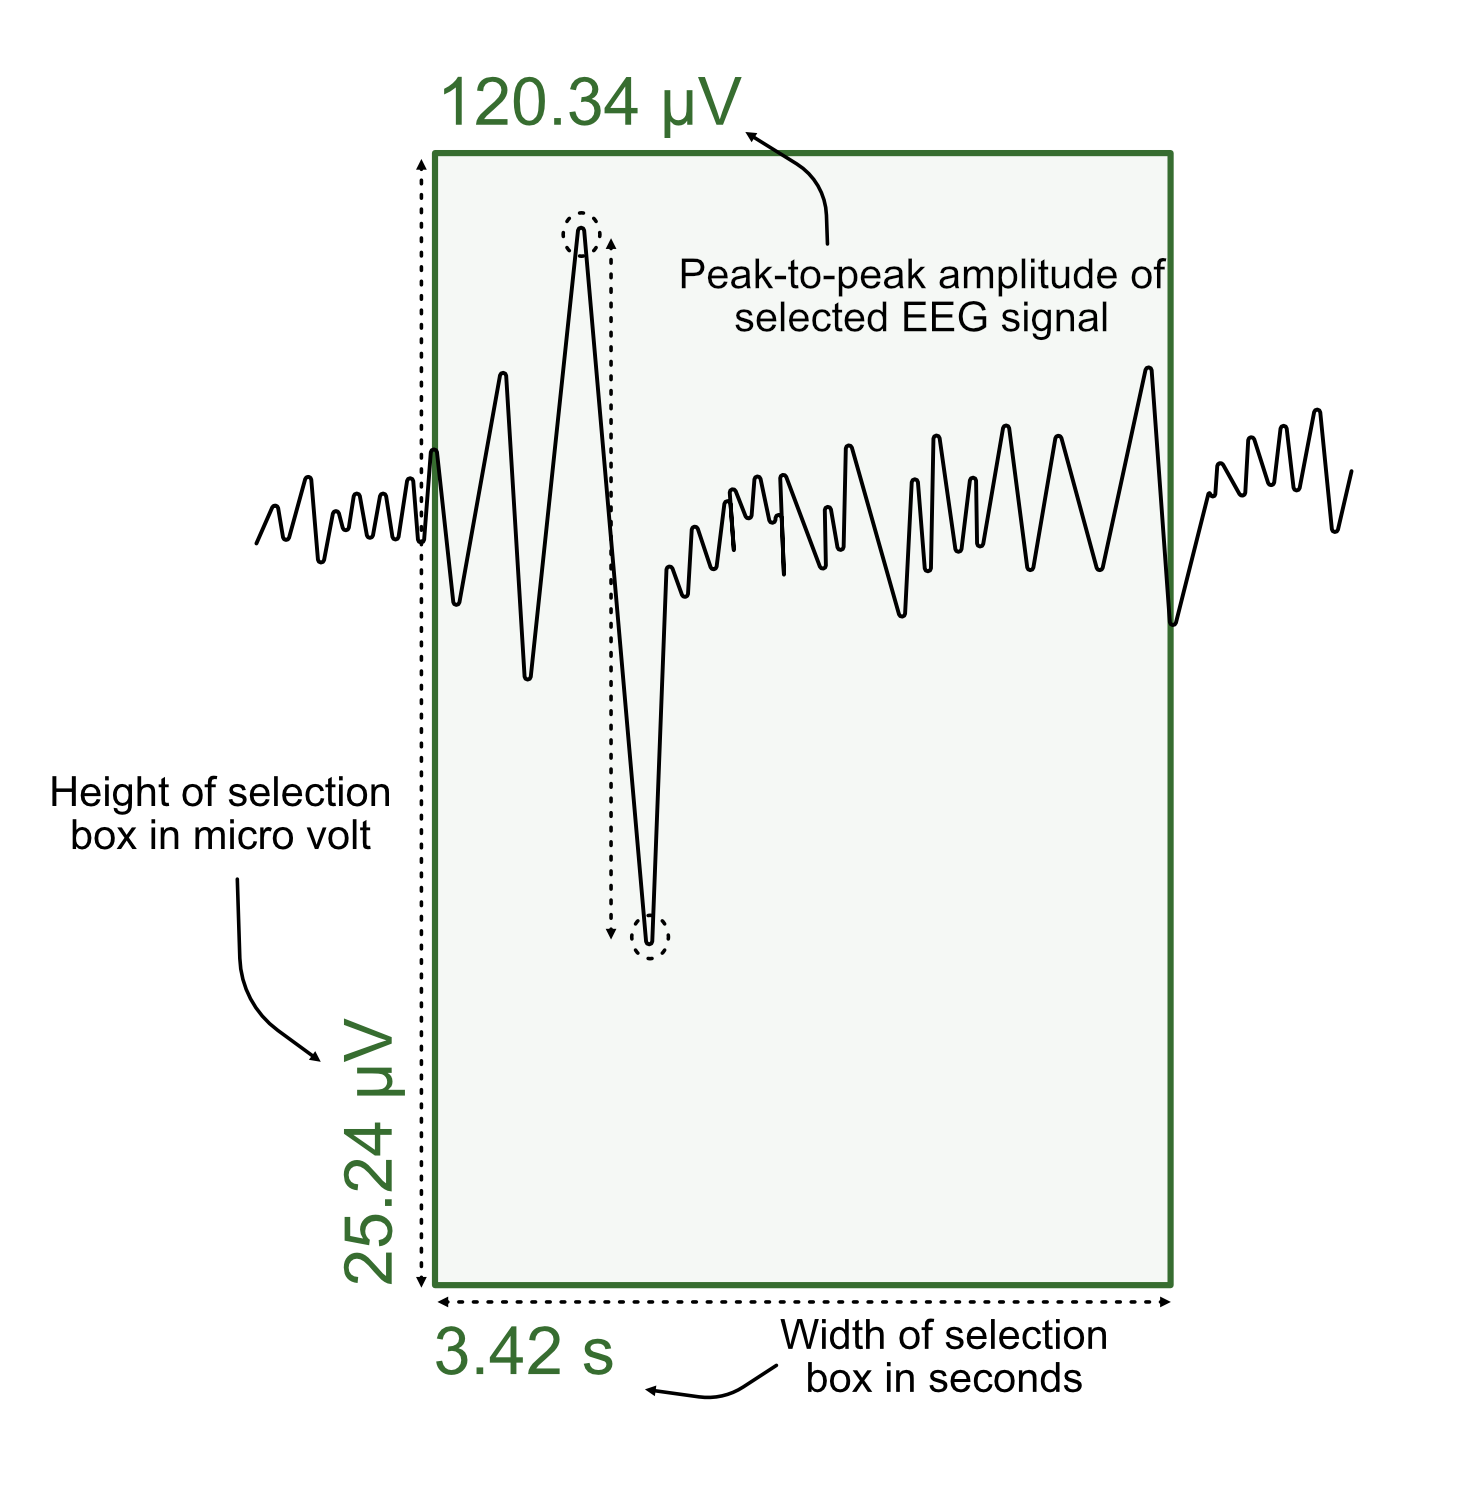 120.34 µV
Peak-to-peak amplitude of
selected EEG signal
Height of selection
box in micro volt
25.24 µV
3.42 s
Width of selection
box in seconds